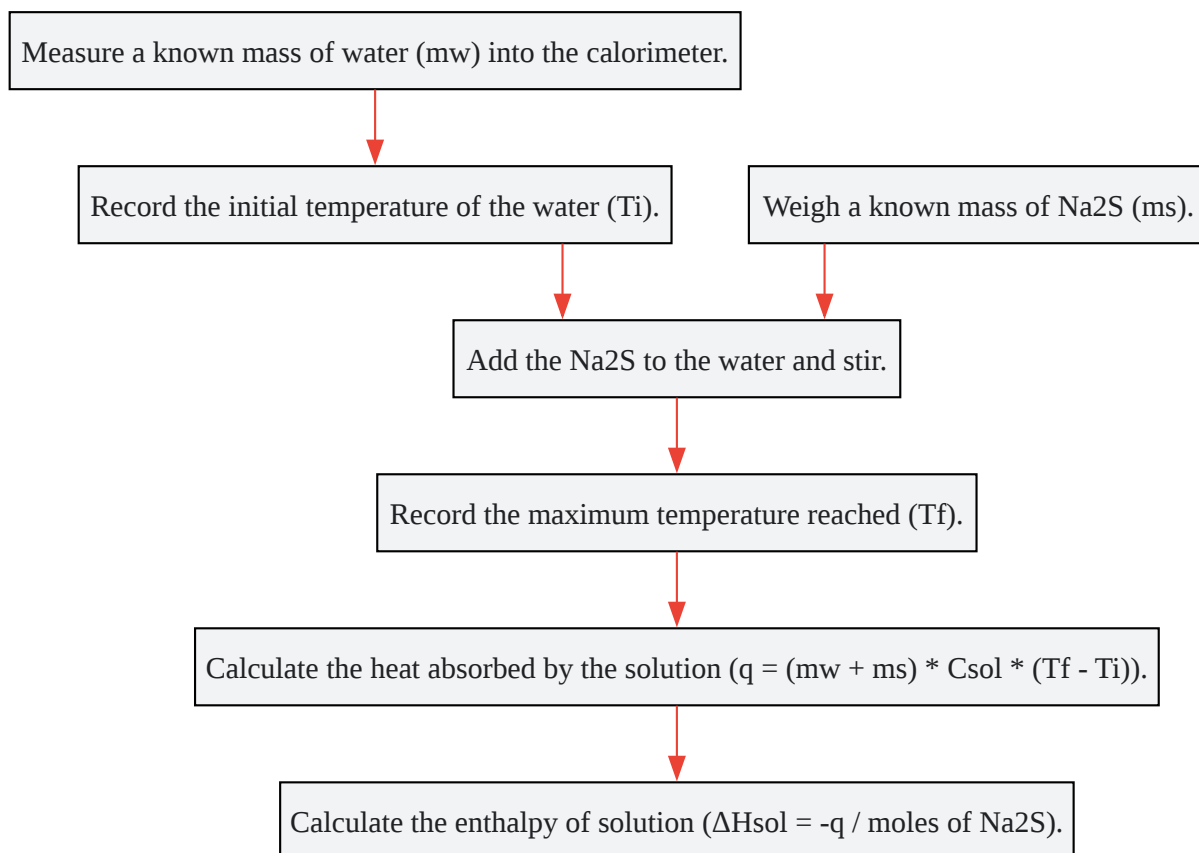 Measure a known mass of water (mw) into the calorimeter.
Record the initial temperature of the water (Ti).
Weigh a known mass of Na2S (ms).
Add the Na2S to the water and stir.
Record the maximum temperature reached (Tf).
Calculate the heat absorbed by the solution (q = (mw + ms) * Csol * (Tf - Ti)).
Calculate the enthalpy of solution (ΔHsol = -q / moles of Na2S).